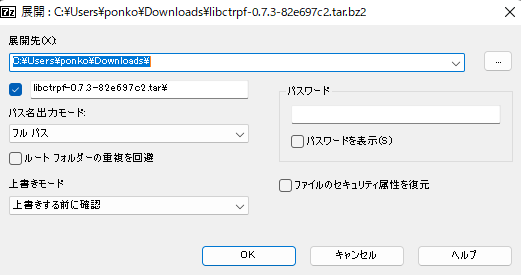 7z 展開 : C:¥Users¥ponko¥Downloads¥libctrpf-0.7.3-82e697c2.tar.bz2
展開先(X):
C:¥Users¥ponko¥Downloads¥
...
libctrpf-0.7.3-82e697c2.tar¥
パスワード
パス名出力モード:
フル パス
パスワードを表示(S)
ルート フォルダーの重複を回避
上書きモード
ファイルのセキュリティ属性を復元
上書きする前に確認
OK
キャンセル
ヘルプ